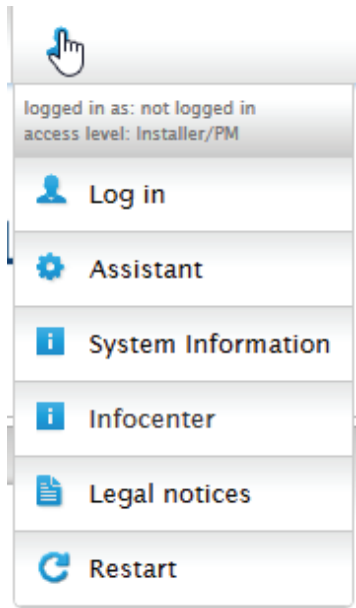 logged in as: not logged in
access level: Installer/PM
Log in
Assistant
System Information
Infocenter
Legal notices
Restart